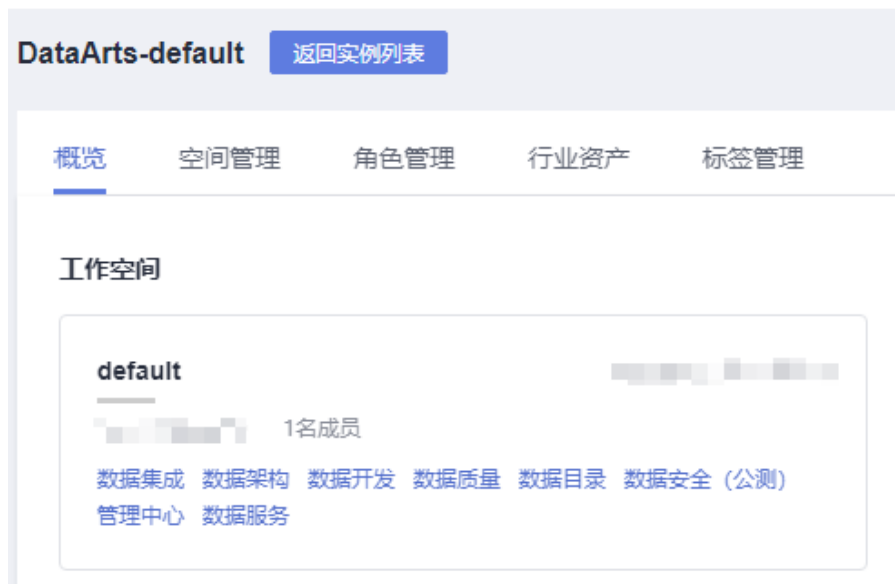 DataArts-default 返回实例列表
概览 空间管理 角色管理 行业资产 标签管理
工作空间
default
1名成员
数据集成 数据架构 数据开发 数据质量 数据目录 数据安全（公测）
管理中心 数据服务